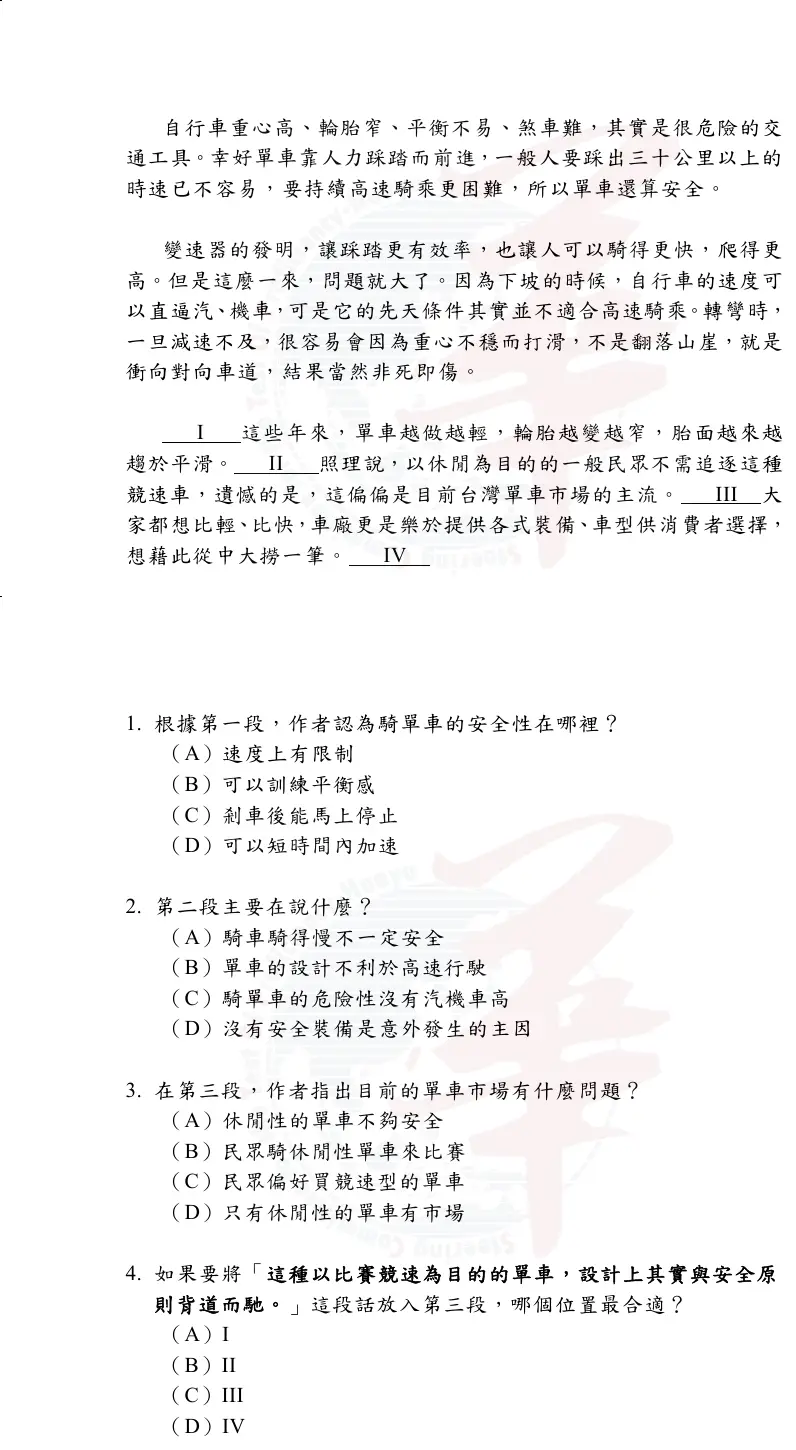 自行車重心高、輪胎窄、平衡不易、煞車難，其實是很危險的交
通工具。幸好單車靠人力踩踏而前進，一般人要踩出三十公里以上的
時速已不容易，要持續高速騎乘更困難，所以單車還算安全。
變速器的發明，讓踩踏更有效率，也讓人可以騎得更快，爬得更
高。但是這麼一來，問題就大了。因為下坡的時候，自行車的速度可
以直逼汽、機車，可是它的先天條件其實並不適合高速騎乘。轉彎時，
一旦減速不及，很容易會因為重心不穩而打滑，不是翻落山崖，就是
衝向對向車道，結果當然非死即傷。
I 這些年來，單車越做越輕，輪胎越變越窄，胎面越來越
趨於平滑。 II 照理說，以休閒為目的的一般民眾不需追逐這種
競速車，遺憾的是，這偏偏是目前台灣單車市場的主流。 III 大
家都想比輕、比快，車廠更是樂於提供各式裝備、車型供消費者選擇，
想藉此從中大撈一筆。 IV
1. 根據第一段，作者認為騎單車的安全性在哪裡？
（A）速度上有限制
（B）可以訓練平衡感
（C）剎車後能馬上停止
（D）可以短時間內加速
2. 第二段主要在說什麼？
（A）騎車騎得慢不一定安全
（B）單車的設計不利於高速行駛
（C）騎單車的危險性沒有汽機車高
（D）沒有安全裝備是意外發生的主因
3. 在第三段，作者指出目前的單車市場有什麼問題？
（A）休閒性的單車不夠安全
（B）民眾騎休閒性單車來比賽
（C）民眾偏好買競速型的單車
（D）只有休閒性的單車有市場
4. 如果要將「這種以比賽競速為目的的單車，設計上其實與安全原
則背道而馳。」這段話放入第三段，哪個位置最合適？
（A）I
（B）II
（C）III
（D）IV